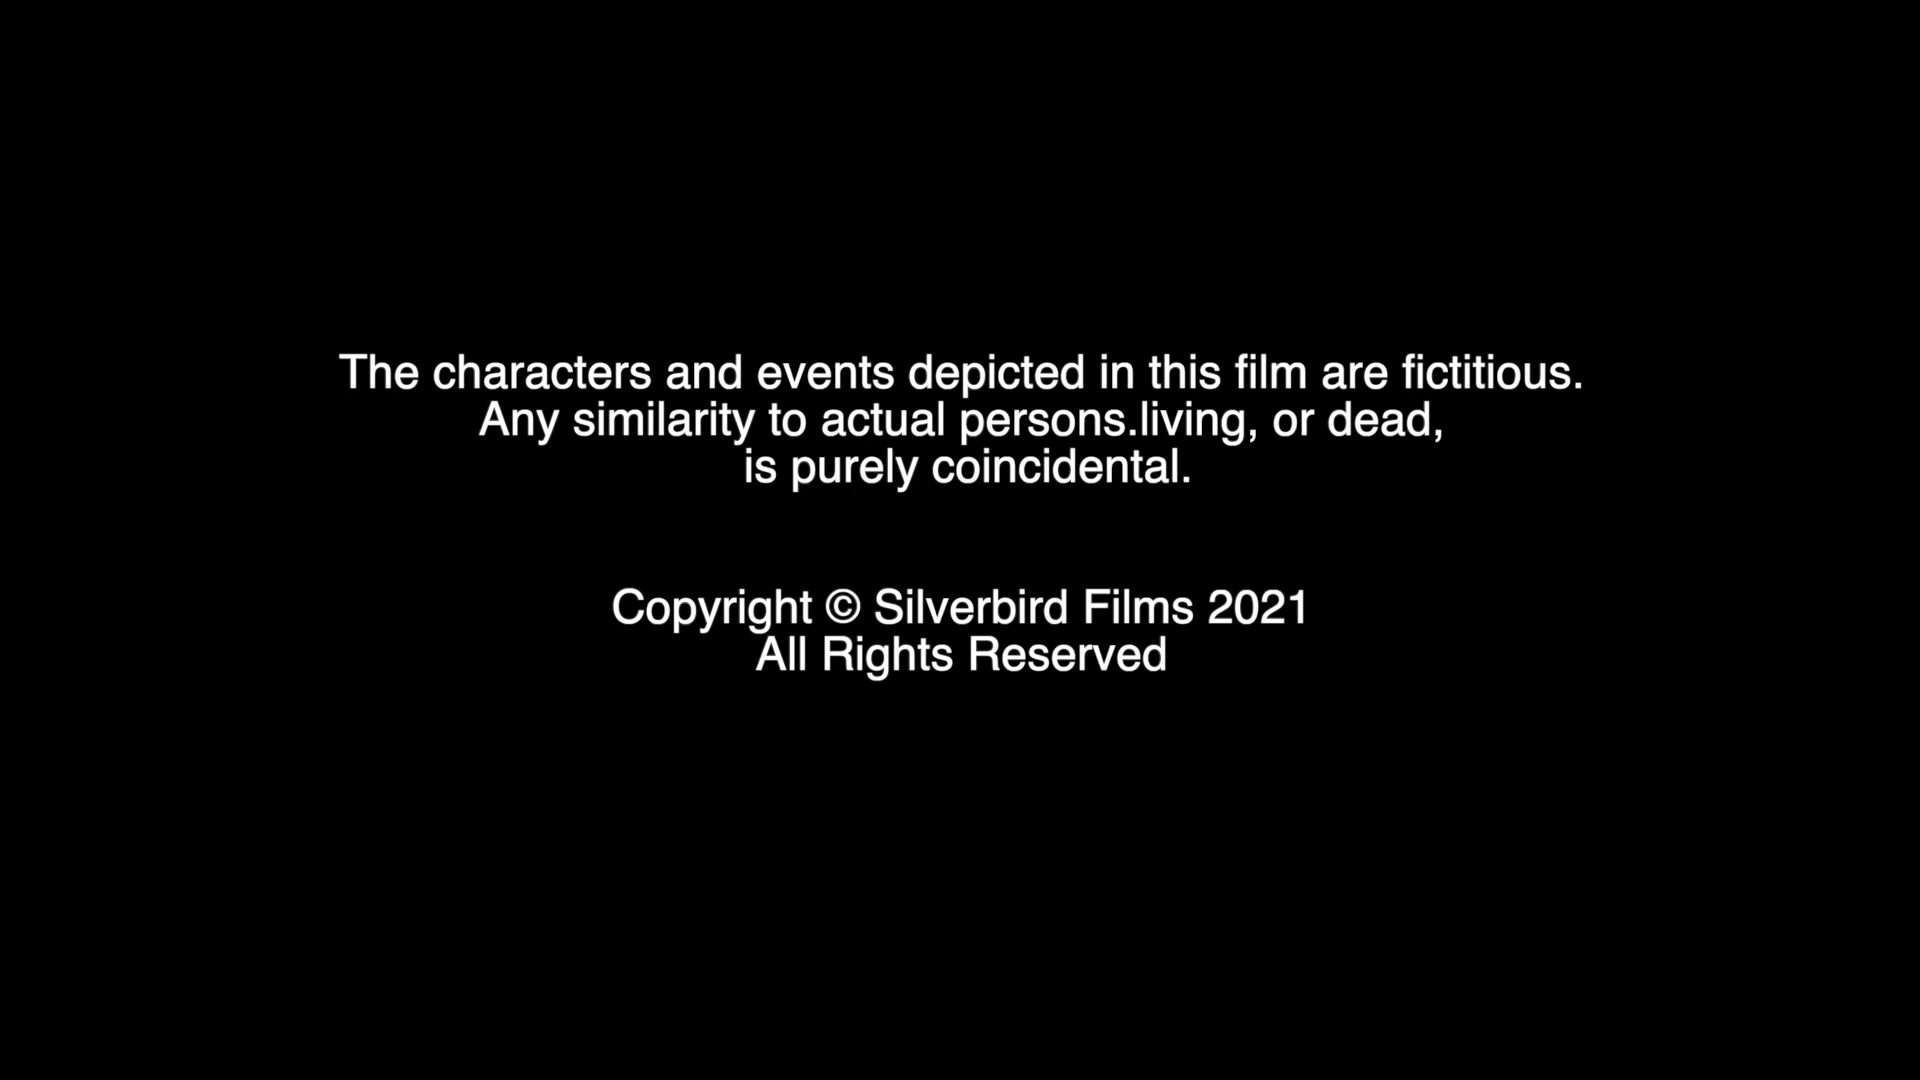 The characters and events depicted in this film are fictitious.
Any similarity to actual persons.living, or dead,
is purely coincidental.
Copyright © Silverbird Films 2021
All Rights Reserved